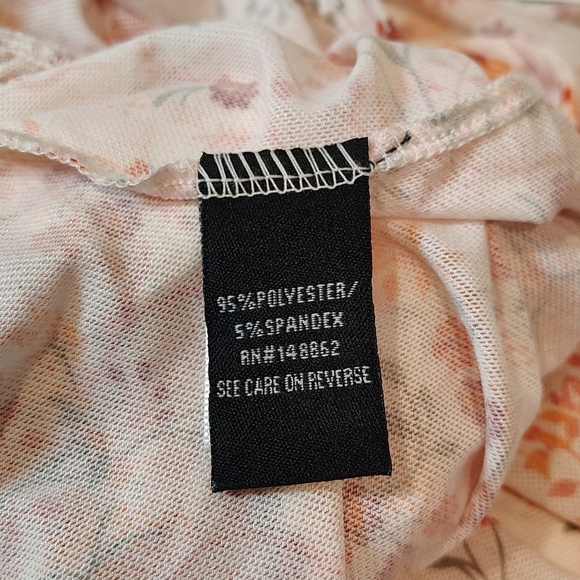 95%POLYESTER/
5%SPANDEX
RN#148862
SEE CARE ON REVERSE